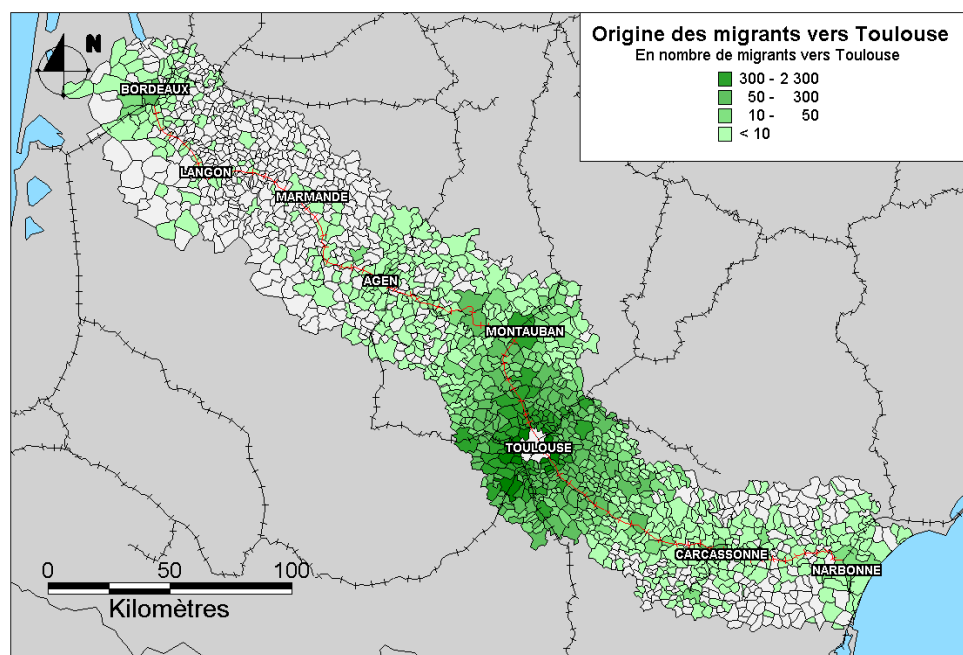 Origine des migrants vers Toulouse
En nombre de migrants vers Toulouse
300 - 2 300
50 - 300
10 - 50
< 10
N
BORDEAUX
LANGON
MARMANDE
AGEN
MONTAUBAN
TOULOUSE
CARCASSONNE
NARBONNE
0 50 100
Kilomètres